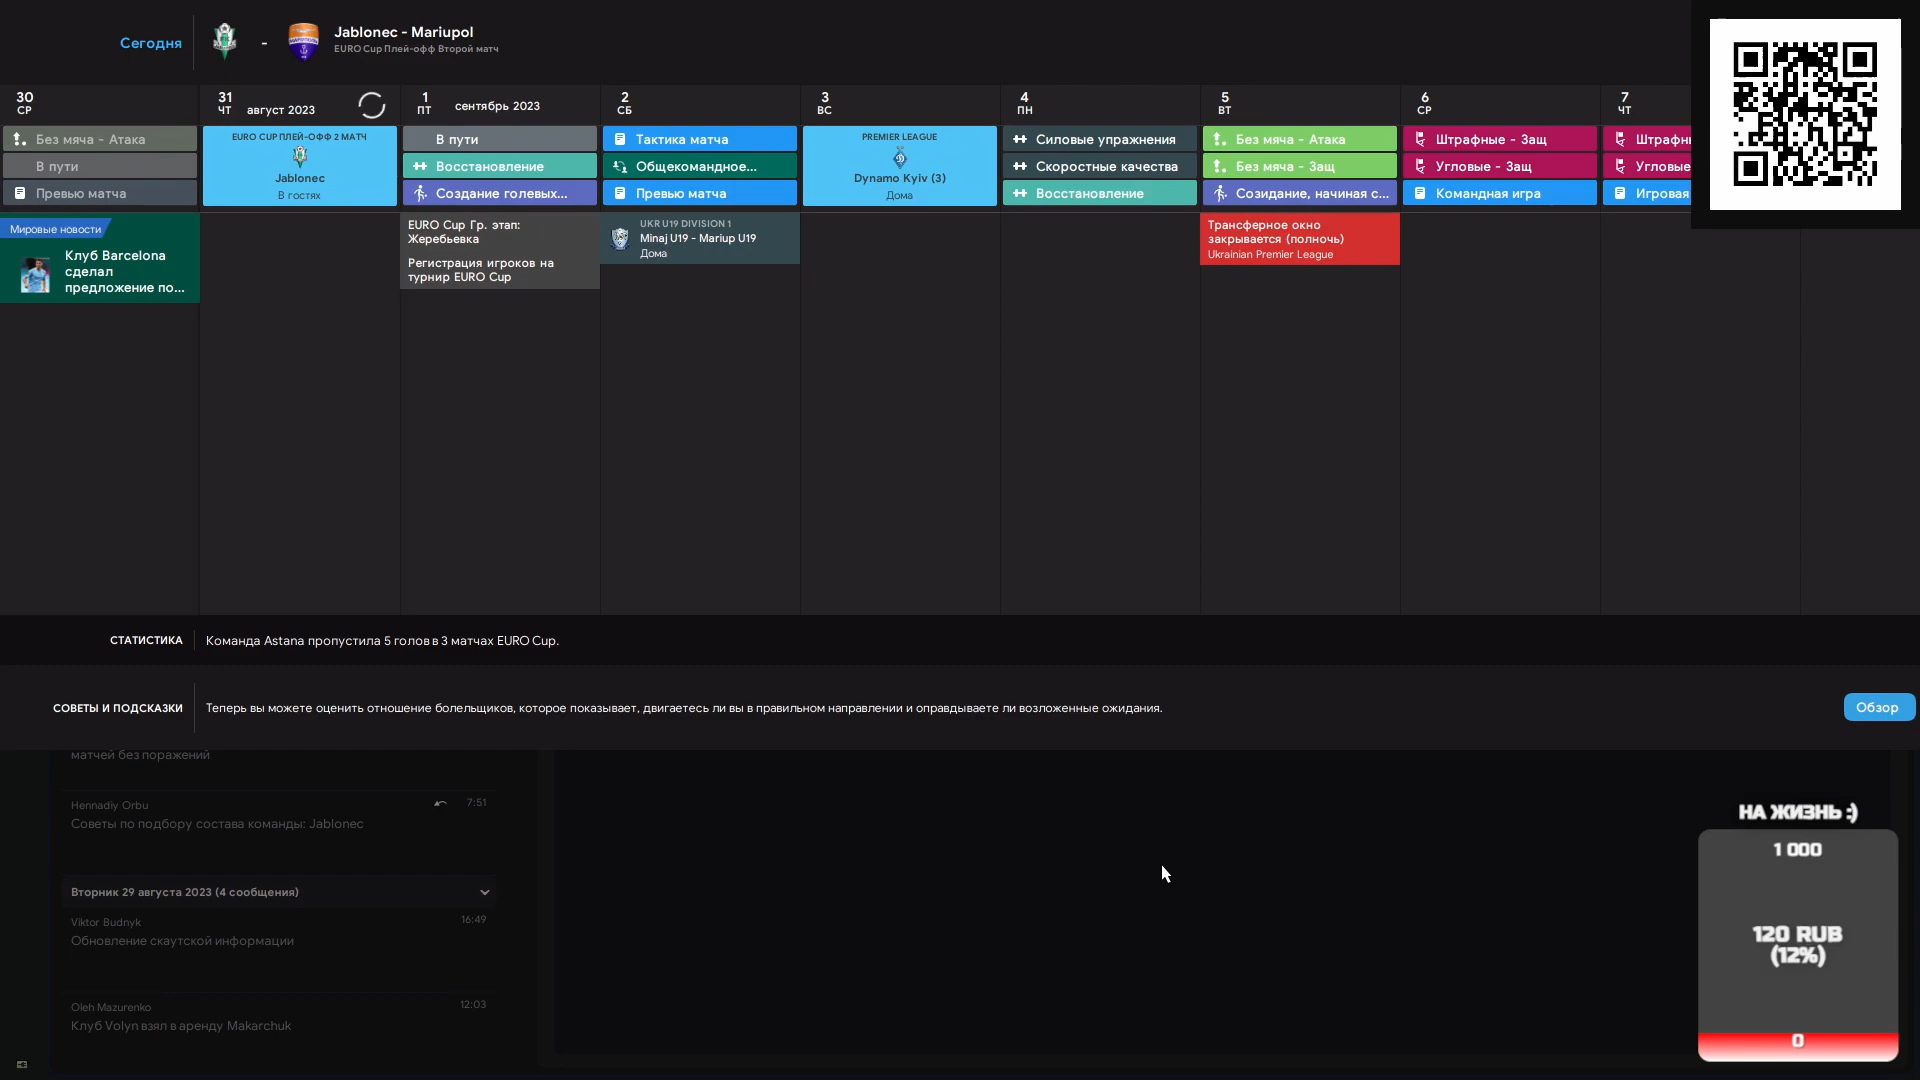 Сегодня
-
Jablonec - Mariupol
EURO Cup Плей-офф Второй матч
30
СР
31
ЧТ
август 2023
1
ПТ
сентябрь 2023
2
СБ
3
ВС
4
ПН
5
ВТ
6
СР
7
ЧТ
Без мяча - Атака
В пути
Превью матча
EURO CUP ПЛЕЙ-ОФФ 2 МАТЧ
Jablonec
В гостях
В пути
Восстановление
Создание голевых...
Тактика матча
Общекомандное...
Превью матча
PREMIER LEAGUE
Dynamo Kyiv (3)
Дома
Силовые упражнения
Скоростные качества
Восстановление
Без мяча - Атака
Без мяча - Защ
Созидание, начиная с...
Штрафные - Защ
Угловые - Защ
Командная игра
Штрафн
Угловые
Игровая
Мировые новости
Клуб Barcelona
сделал
предложение по...
EURO Cup Гр. этап:
Жеребьевка
Регистрация игроков на
турнир EURO Cup
UKR U19 DIVISION 1
Minaj U19 - Mariup U19
Дома
Трансферное окно
закрывается (полночь)
Ukrainian Premier League
СТАТИСТИКА
Команда Astana пропустила 5 голов в 3 матчах EURO Cup.
СОВЕТЫ И ПОДСКАЗКИ
Теперь вы можете оценить отношение болельщиков, которое показывает, двигаетесь ли вы в правильном направлении и оправдываете ли возложенные ожидания.
Обзор
матчей без поражений
Hennadiy Orbu
7:51
Советы по подбору состава команды: Jablonec
Вторник 29 августа 2023 (4 сообщения)
Viktor Budnyk
16:49
Обновление скаутской информации
Oleh Mazurenko
12:03
Клуб Volyn взял в аренду Makarchuk
НА ЖИЗНЬ :)
1 000
120 RUB
(12%)
0